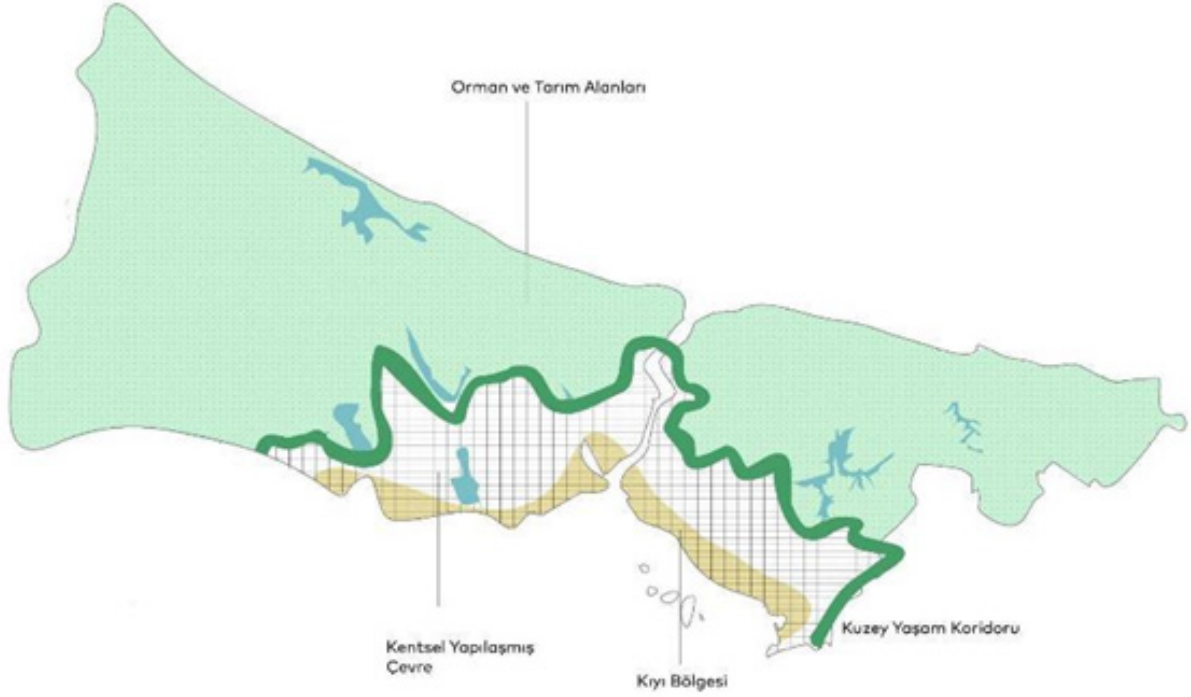 Orman ve Tarım Alanları
Kuzey Yaşam Koridoru
Kentsel Yapılaşmış
Çevre
Kıyı Bölgesi